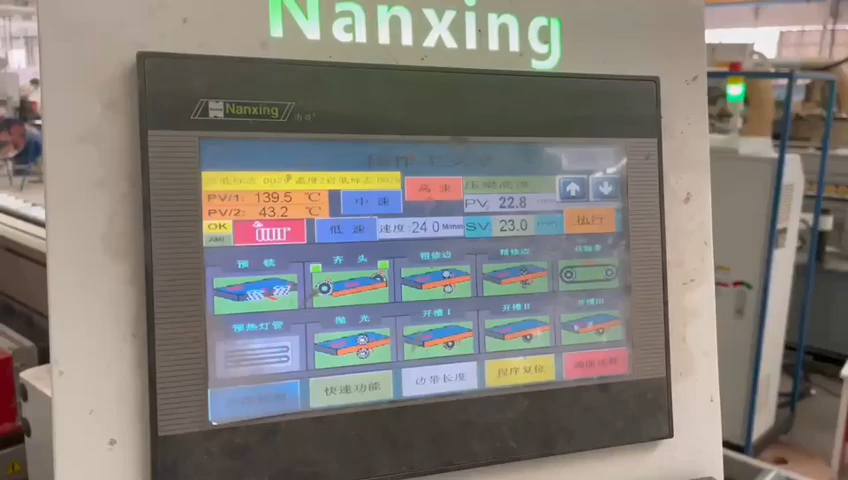 Nanxing
Nanxing
高速
PV/1: 139.5 ℃
中速
PV: 22.8
PV/2: 43.2 ℃
OK
低速
速度: 24.0 M/min
SV: 23.0
执行
预铣
齐头
粗修边
精修边
预热灯管
抛光
开槽I
开槽II
开槽III
快速功能
边带长度
程序复位